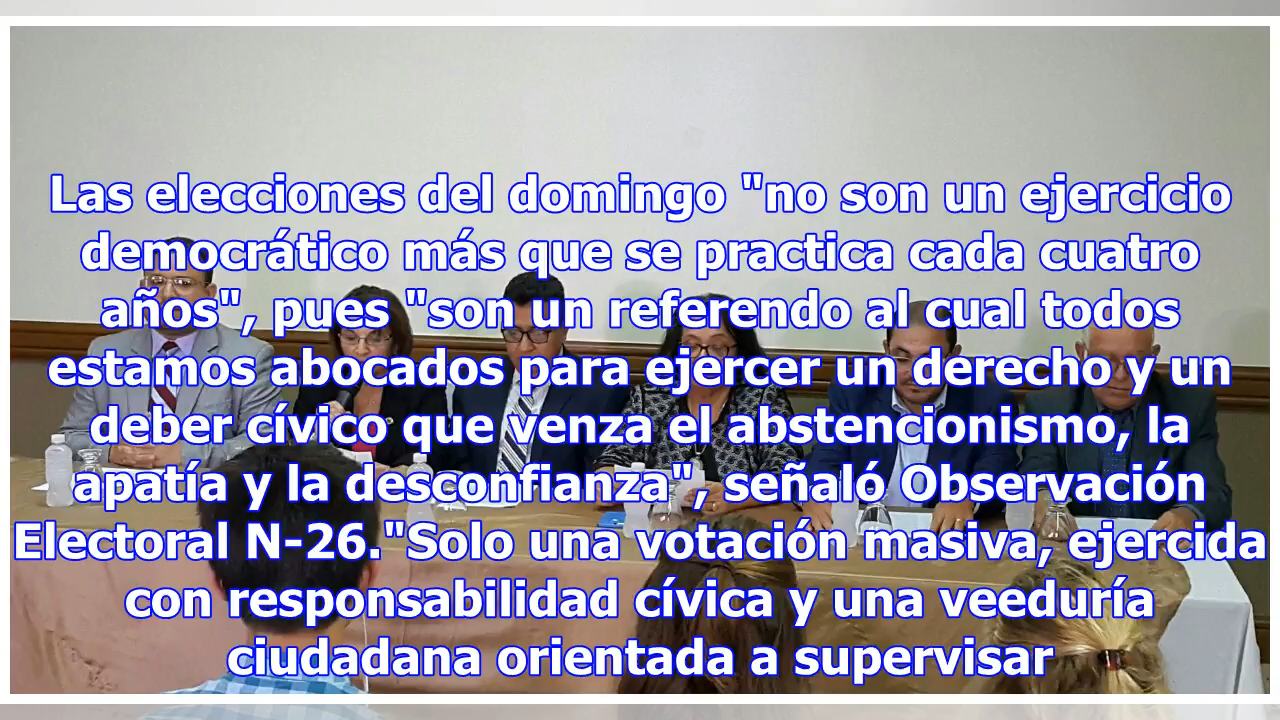 Las elecciones del domingo "no son un ejercicio
democrático más que se practica cada cuatro
años", pues "son un referendo al cual todos
estamos abocados para ejercer un derecho y un
deber cívico que venza el abstencionismo, la
apatía y la desconfianza", señaló Observación
Electoral N-26."Solo una votación masiva, ejercida
con responsabilidad cívica y una veeduría
ciudadana orientada a supervisar